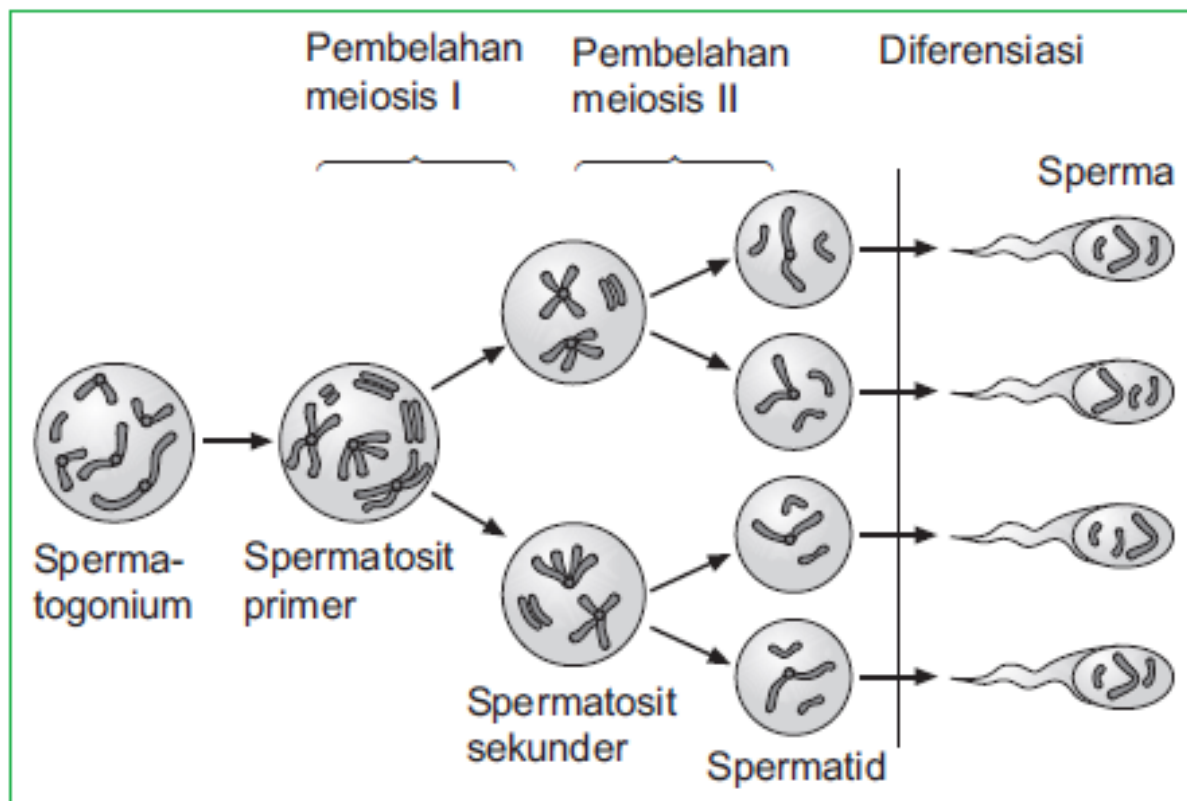 Pembelahan
meiosis I
Pembelahan
meiosis II
Diferensiasi
Sperma
Sperma-
togonium
Spermatosit
primer
Spermatosit
sekunder
Spermatid